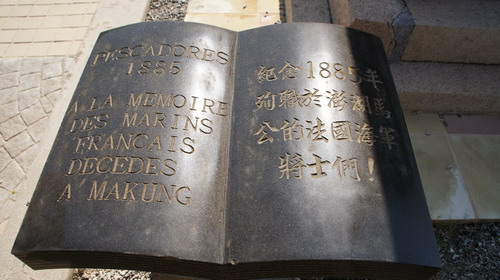 PESCADORES
1885
A LA MEMOIRE
DES MARINS
FRANCAIS
DECEDES
A MAKUNG
紀念1885年
殉職於澎湖馬
公的法國海軍
將士們!